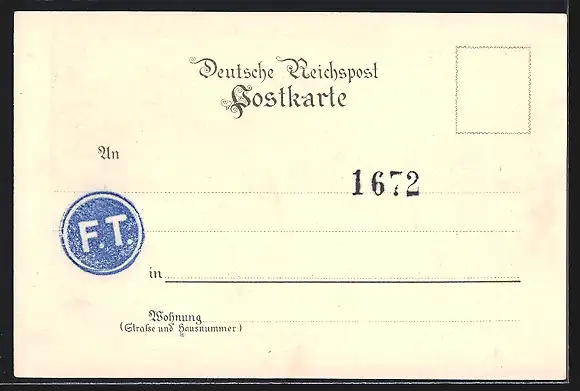 Deutsche Reichspost
Postkarte
An
1672
F.T.
in
Wohnung
(Straße und Hausnummer)